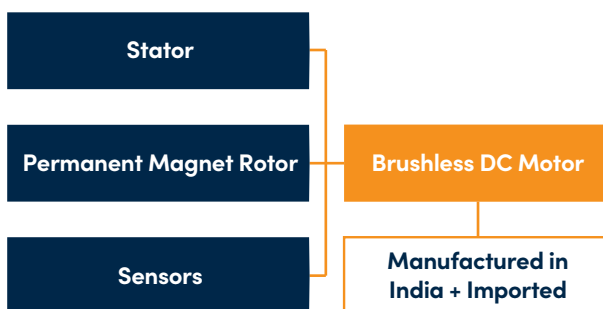 Stator
Permanent Magnet Rotor
Brushless DC Motor
Sensors
Manufactured in
India + Imported